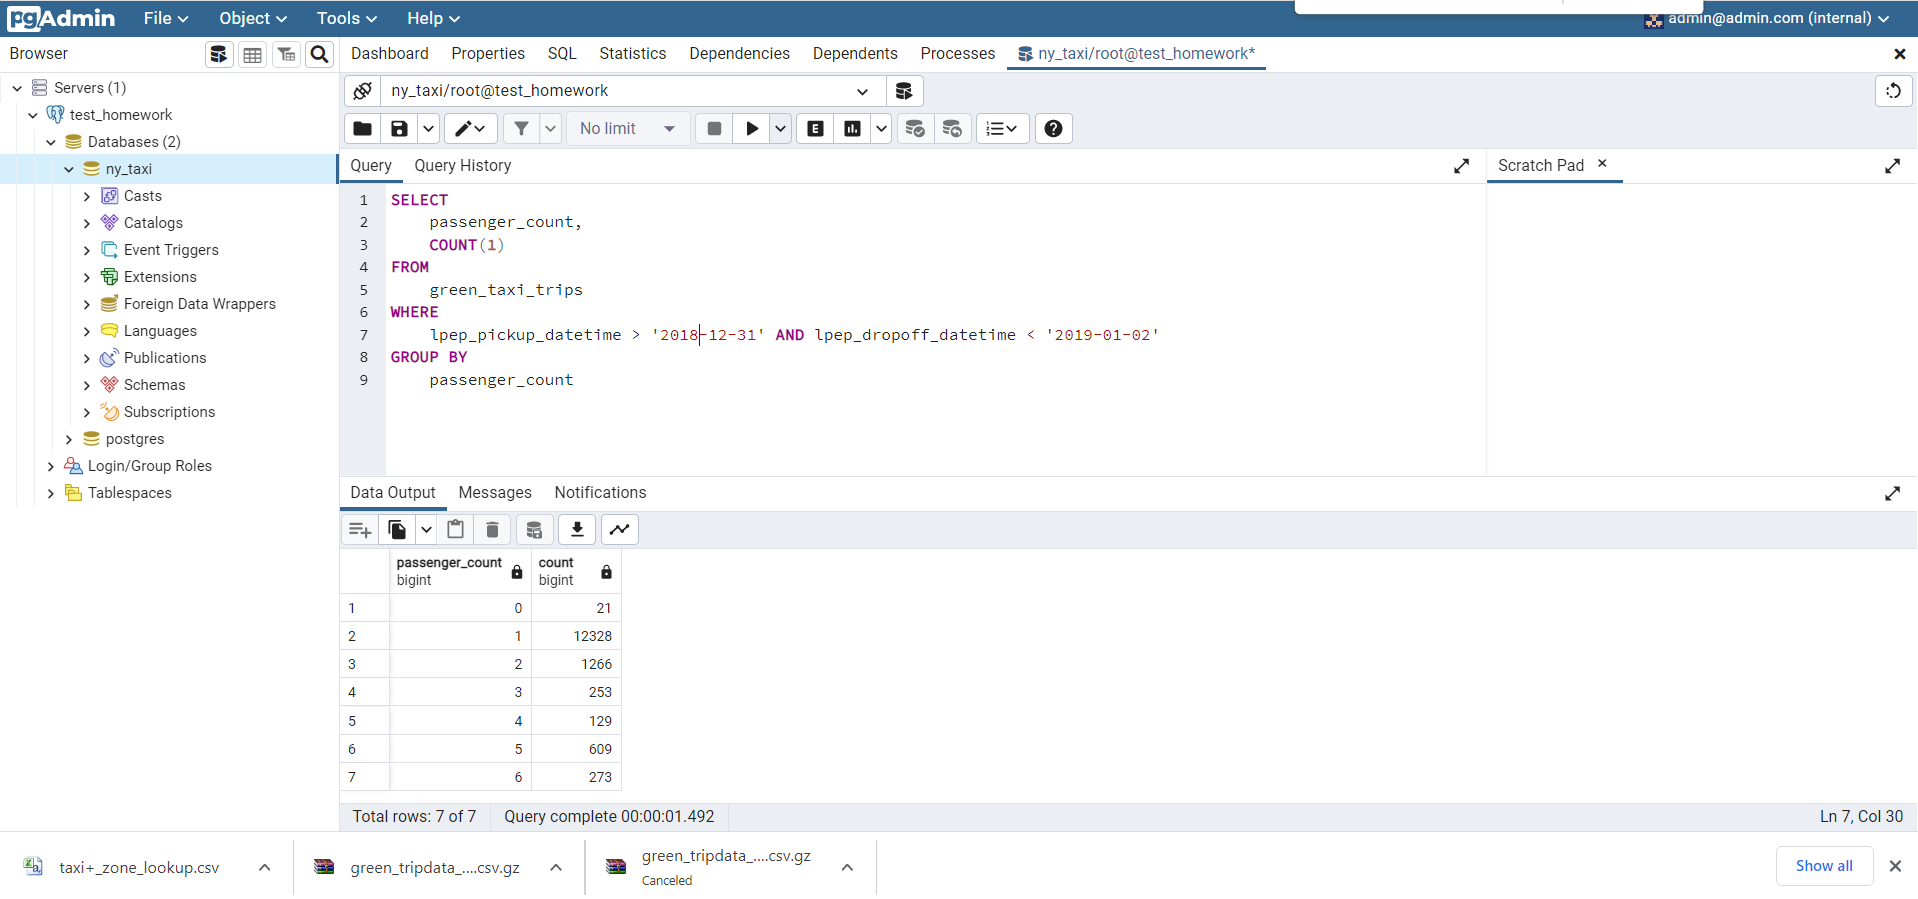 pgAdmin File Object Tools Help admin@admin.com (internal)
Browser
Dashboard Properties SQL Statistics Dependencies Dependents Processes ny_taxi/root@test_homework*
Servers (1)
test_homework
Databases (2)
ny_taxi
Casts
Catalogs
Event Triggers
Extensions
Foreign Data Wrappers
Languages
Publications
Schemas
Subscriptions
postgres
Login/Group Roles
Tablespaces
ny_taxi/root@test_homework
No limit E
Query Query History
Scratch Pad
1 SELECT
2 passenger_count,
3 COUNT(1)
4 FROM
5 green_taxi_trips
6 WHERE
7 lpep_pickup_datetime > '2018-12-31' AND lpep_dropoff_datetime < '2019-01-02'
8 GROUP BY
9 passenger_count
Data Output Messages Notifications
passenger_count count
bigint bigint
1 0 21
2 1 12328
3 2 1266
4 3 253
5 4 129
6 5 609
7 6 273
Total rows: 7 of 7 Query complete 00:00:01.492 Ln 7, Col 30
taxi+_zone_lookup.csv
green_tripdata_....csv.gz
green_tripdata_....csv.gz
Canceled
Show all